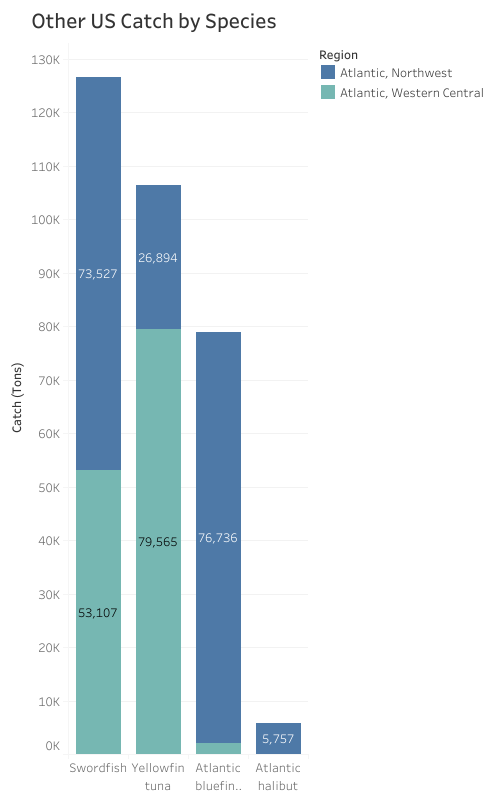 Other US Catch by Species
Region
Atlantic, Northwest
Atlantic, Western Central
130K
120K
110K
100K
90K
80K
70K
60K
50K
40K
30K
20K
10K
0K
Catch (Tons)
73,527
53,107
26,894
79,565
76,736
5,757
Swordfish
Yellowfin
tuna
Atlantic
bluefin..
Atlantic
halibut